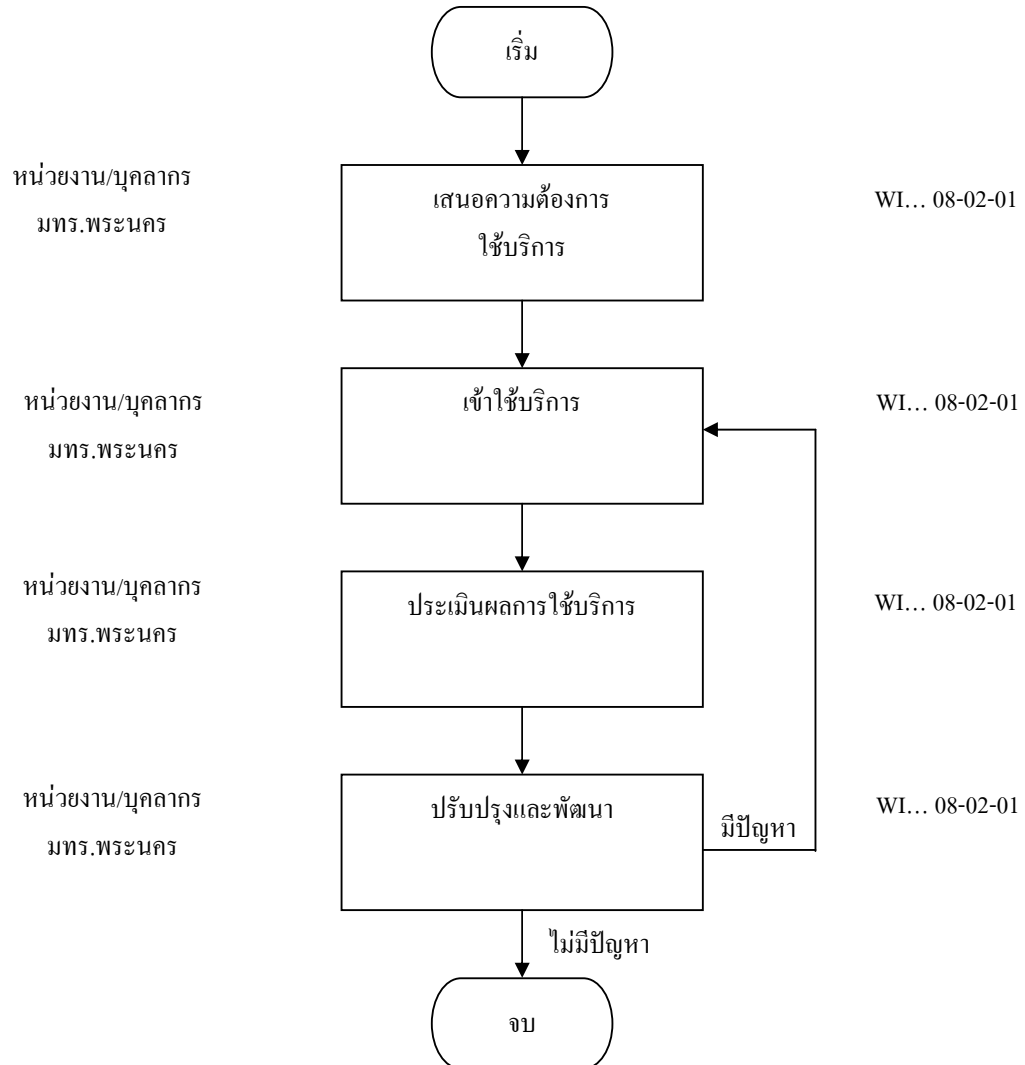 เริ่ม
หน่วยงาน/บุคลากร
มทร.พระนคร
เสนอความต้องการ
ใช้บริการ
WI... 08-02-01
หน่วยงาน/บุคลากร
มทร.พระนคร
เข้าใช้บริการ
WI... 08-02-01
หน่วยงาน/บุคลากร
มทร.พระนคร
ประเมินผลการใช้บริการ
WI... 08-02-01
หน่วยงาน/บุคลากร
มทร.พระนคร
ปรับปรุงและพัฒนา
WI... 08-02-01
มีปัญหา
ไม่มีปัญหา
จบ